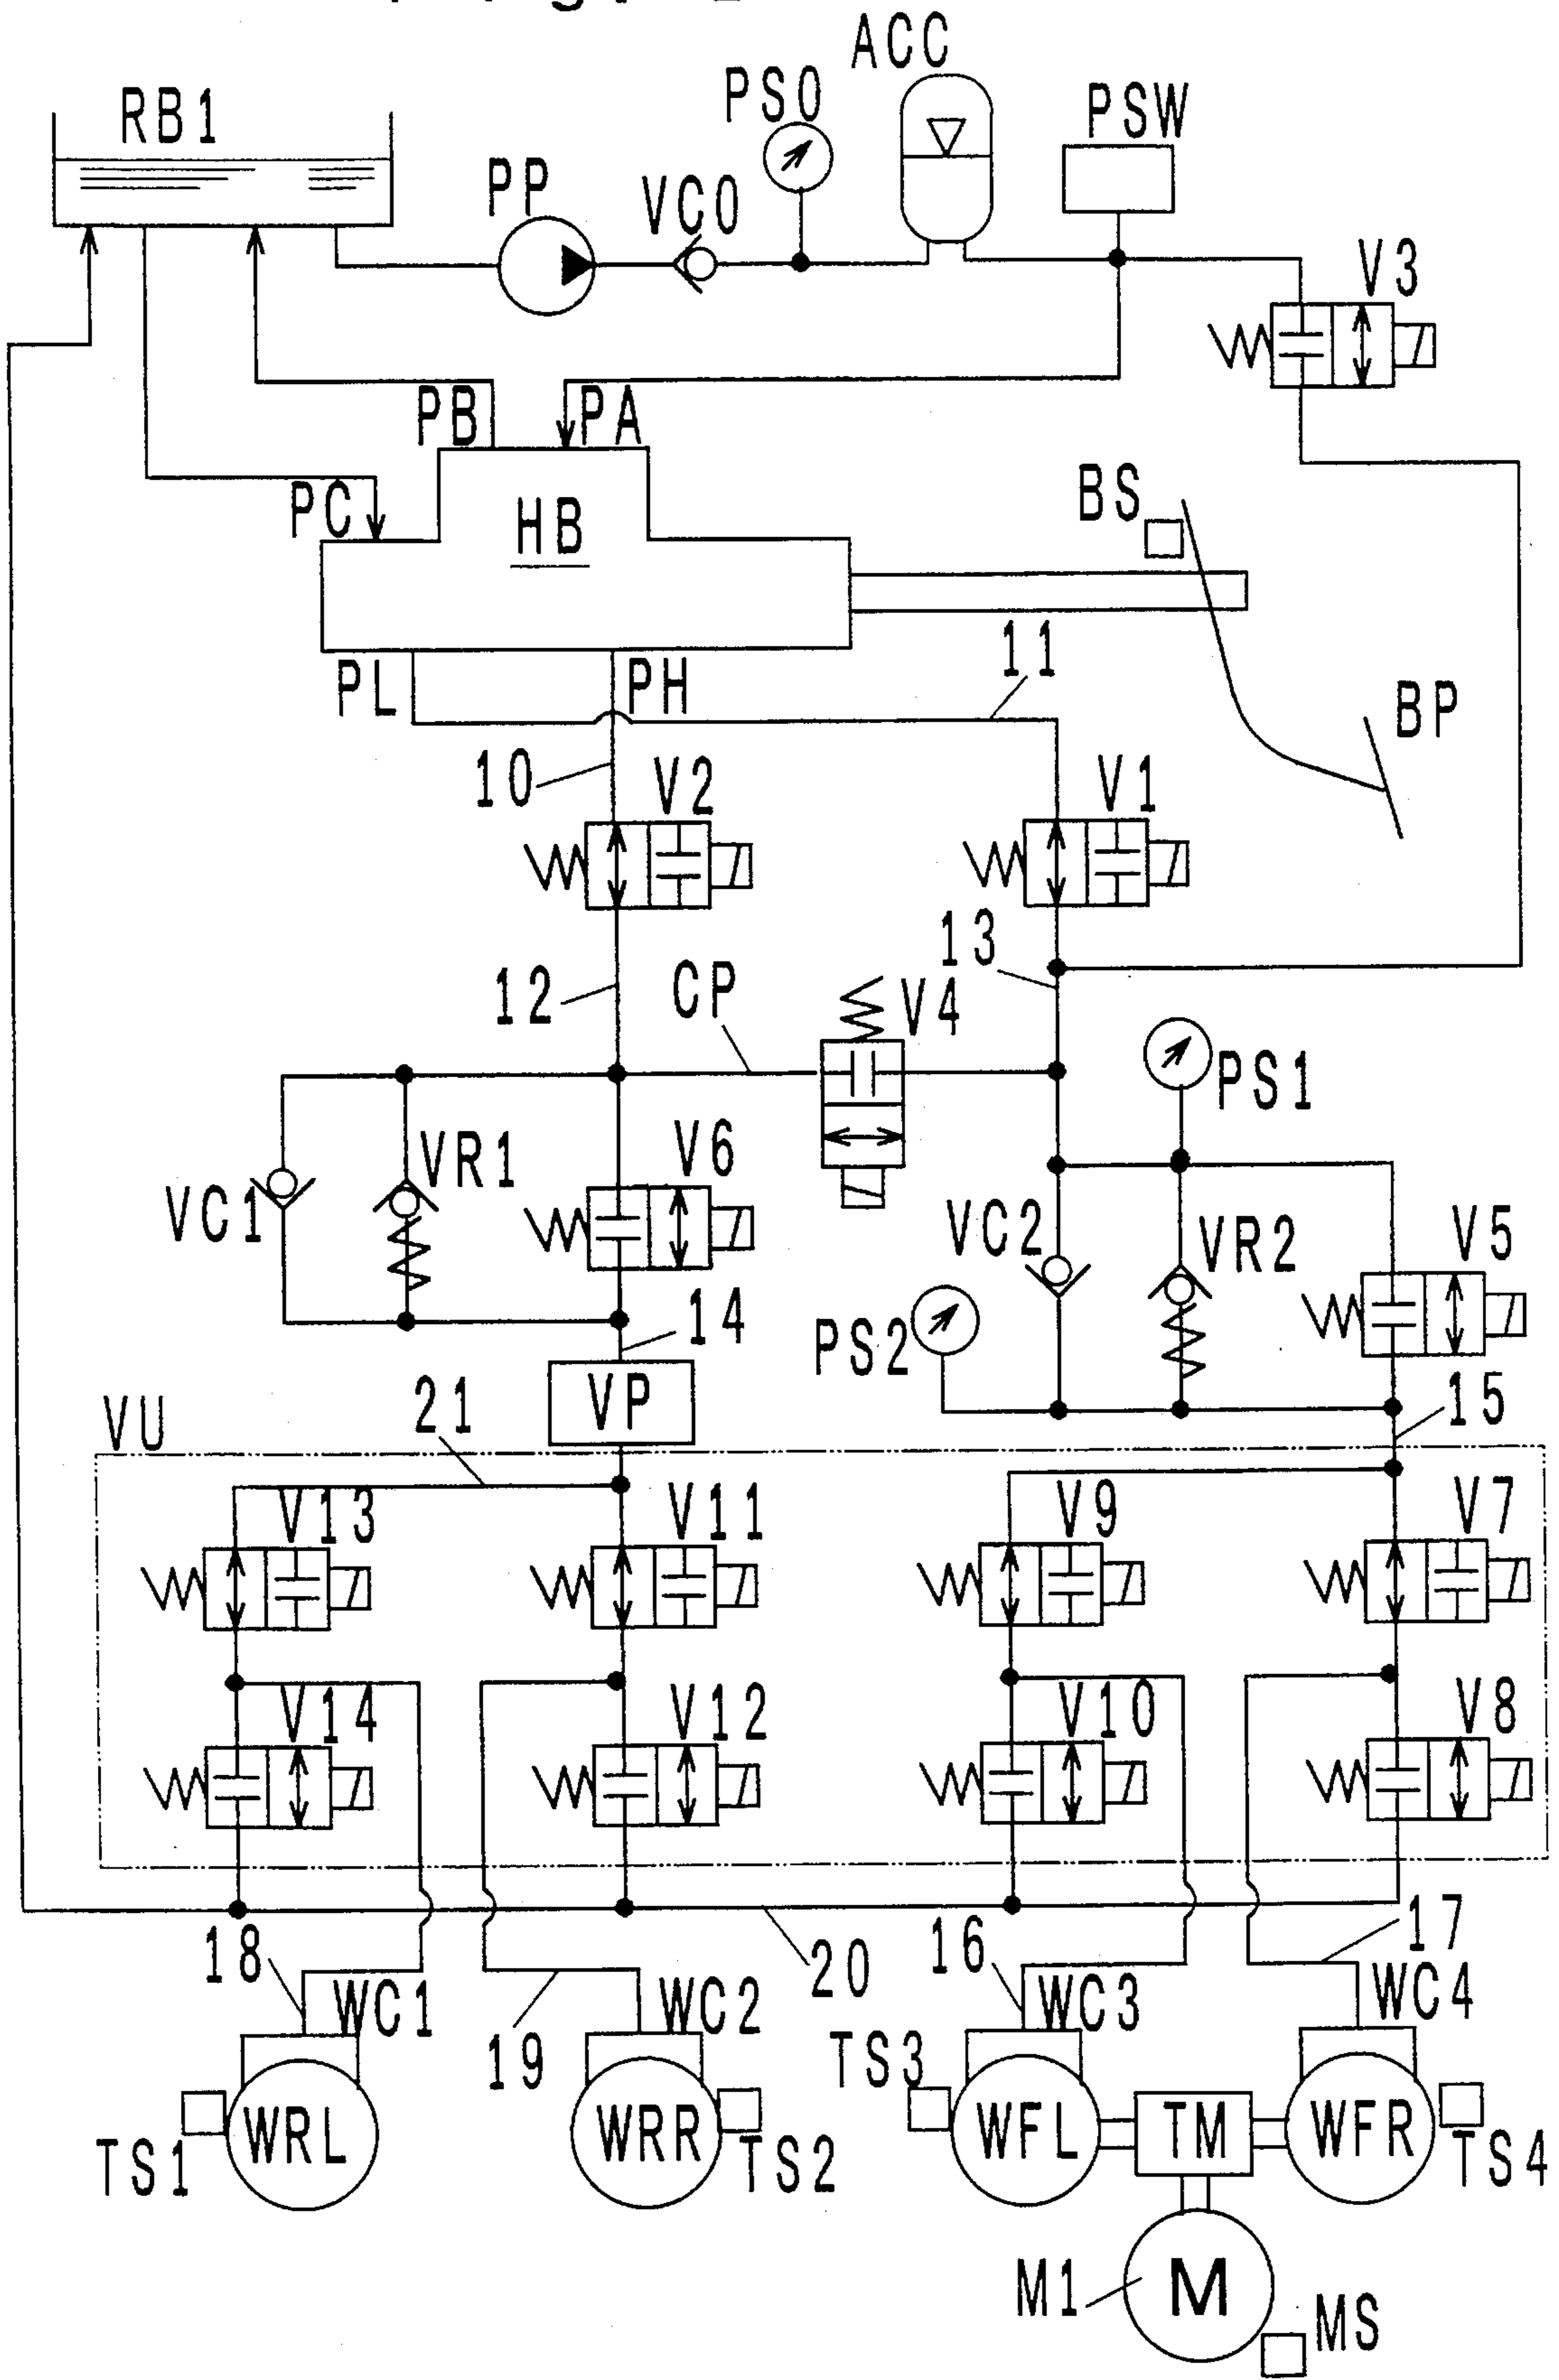 ACC
PS0
PSW
RB1
PP
VC0
V3
PB
PA
PC
HB
BS
PL
PH
11
BP
10
V2
V1
13
12
CP
V4
PS1
VR1
V6
VC1
VC2
VR2
V5
14
PS2
VP
21
15
VU
V13
V11
V9
V7
V14
V12
V10
V8
18
20
16
17
WC1
19
WC2
WC3
WC4
TS3
WRL
WRR
WFL
TM
WFR
TS1
TS2
TS4
M1
M
MS